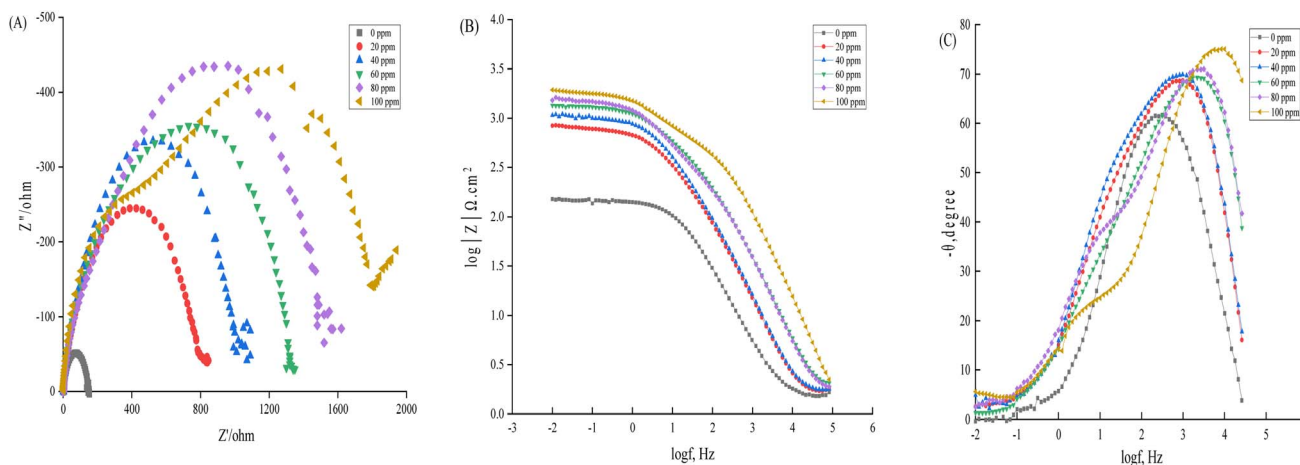 (A)
-500
-400
-300
-200
-100
0
0
400
800
1200
1600
2000
Z"/ohm
Z'/ohm
0 ppm
20 ppm
40 ppm
60 ppm
80 ppm
100 ppm
(B)
4.0
3.5
3.0
2.5
2.0
1.5
1.0
0.5
0.0
-3
-2
-1
0
1
2
3
4
5
6
log | Z | Ω.cm²
logf, Hz
0 ppm
20 ppm
40 ppm
60 ppm
80 ppm
100 ppm
(C)
80
70
60
50
40
30
20
10
0
-2
-1
0
1
2
3
4
5
-θ, degree
logf, Hz
0 ppm
20 ppm
40 ppm
60 ppm
80 ppm
100 ppm